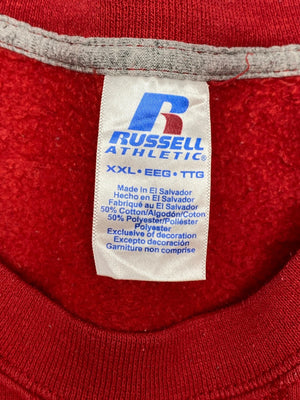 RUSSELL
ATHLETIC®
XXL • EEG • TTG
Made in El Salvador
Hecho en El Salvador
Fabriqué au El Salvador
50% Cotton/Algodón/Coton
50% Polyester/Poliéster
Polyester
Exclusive of decoration
Excepto decoración
Garniture non comprise